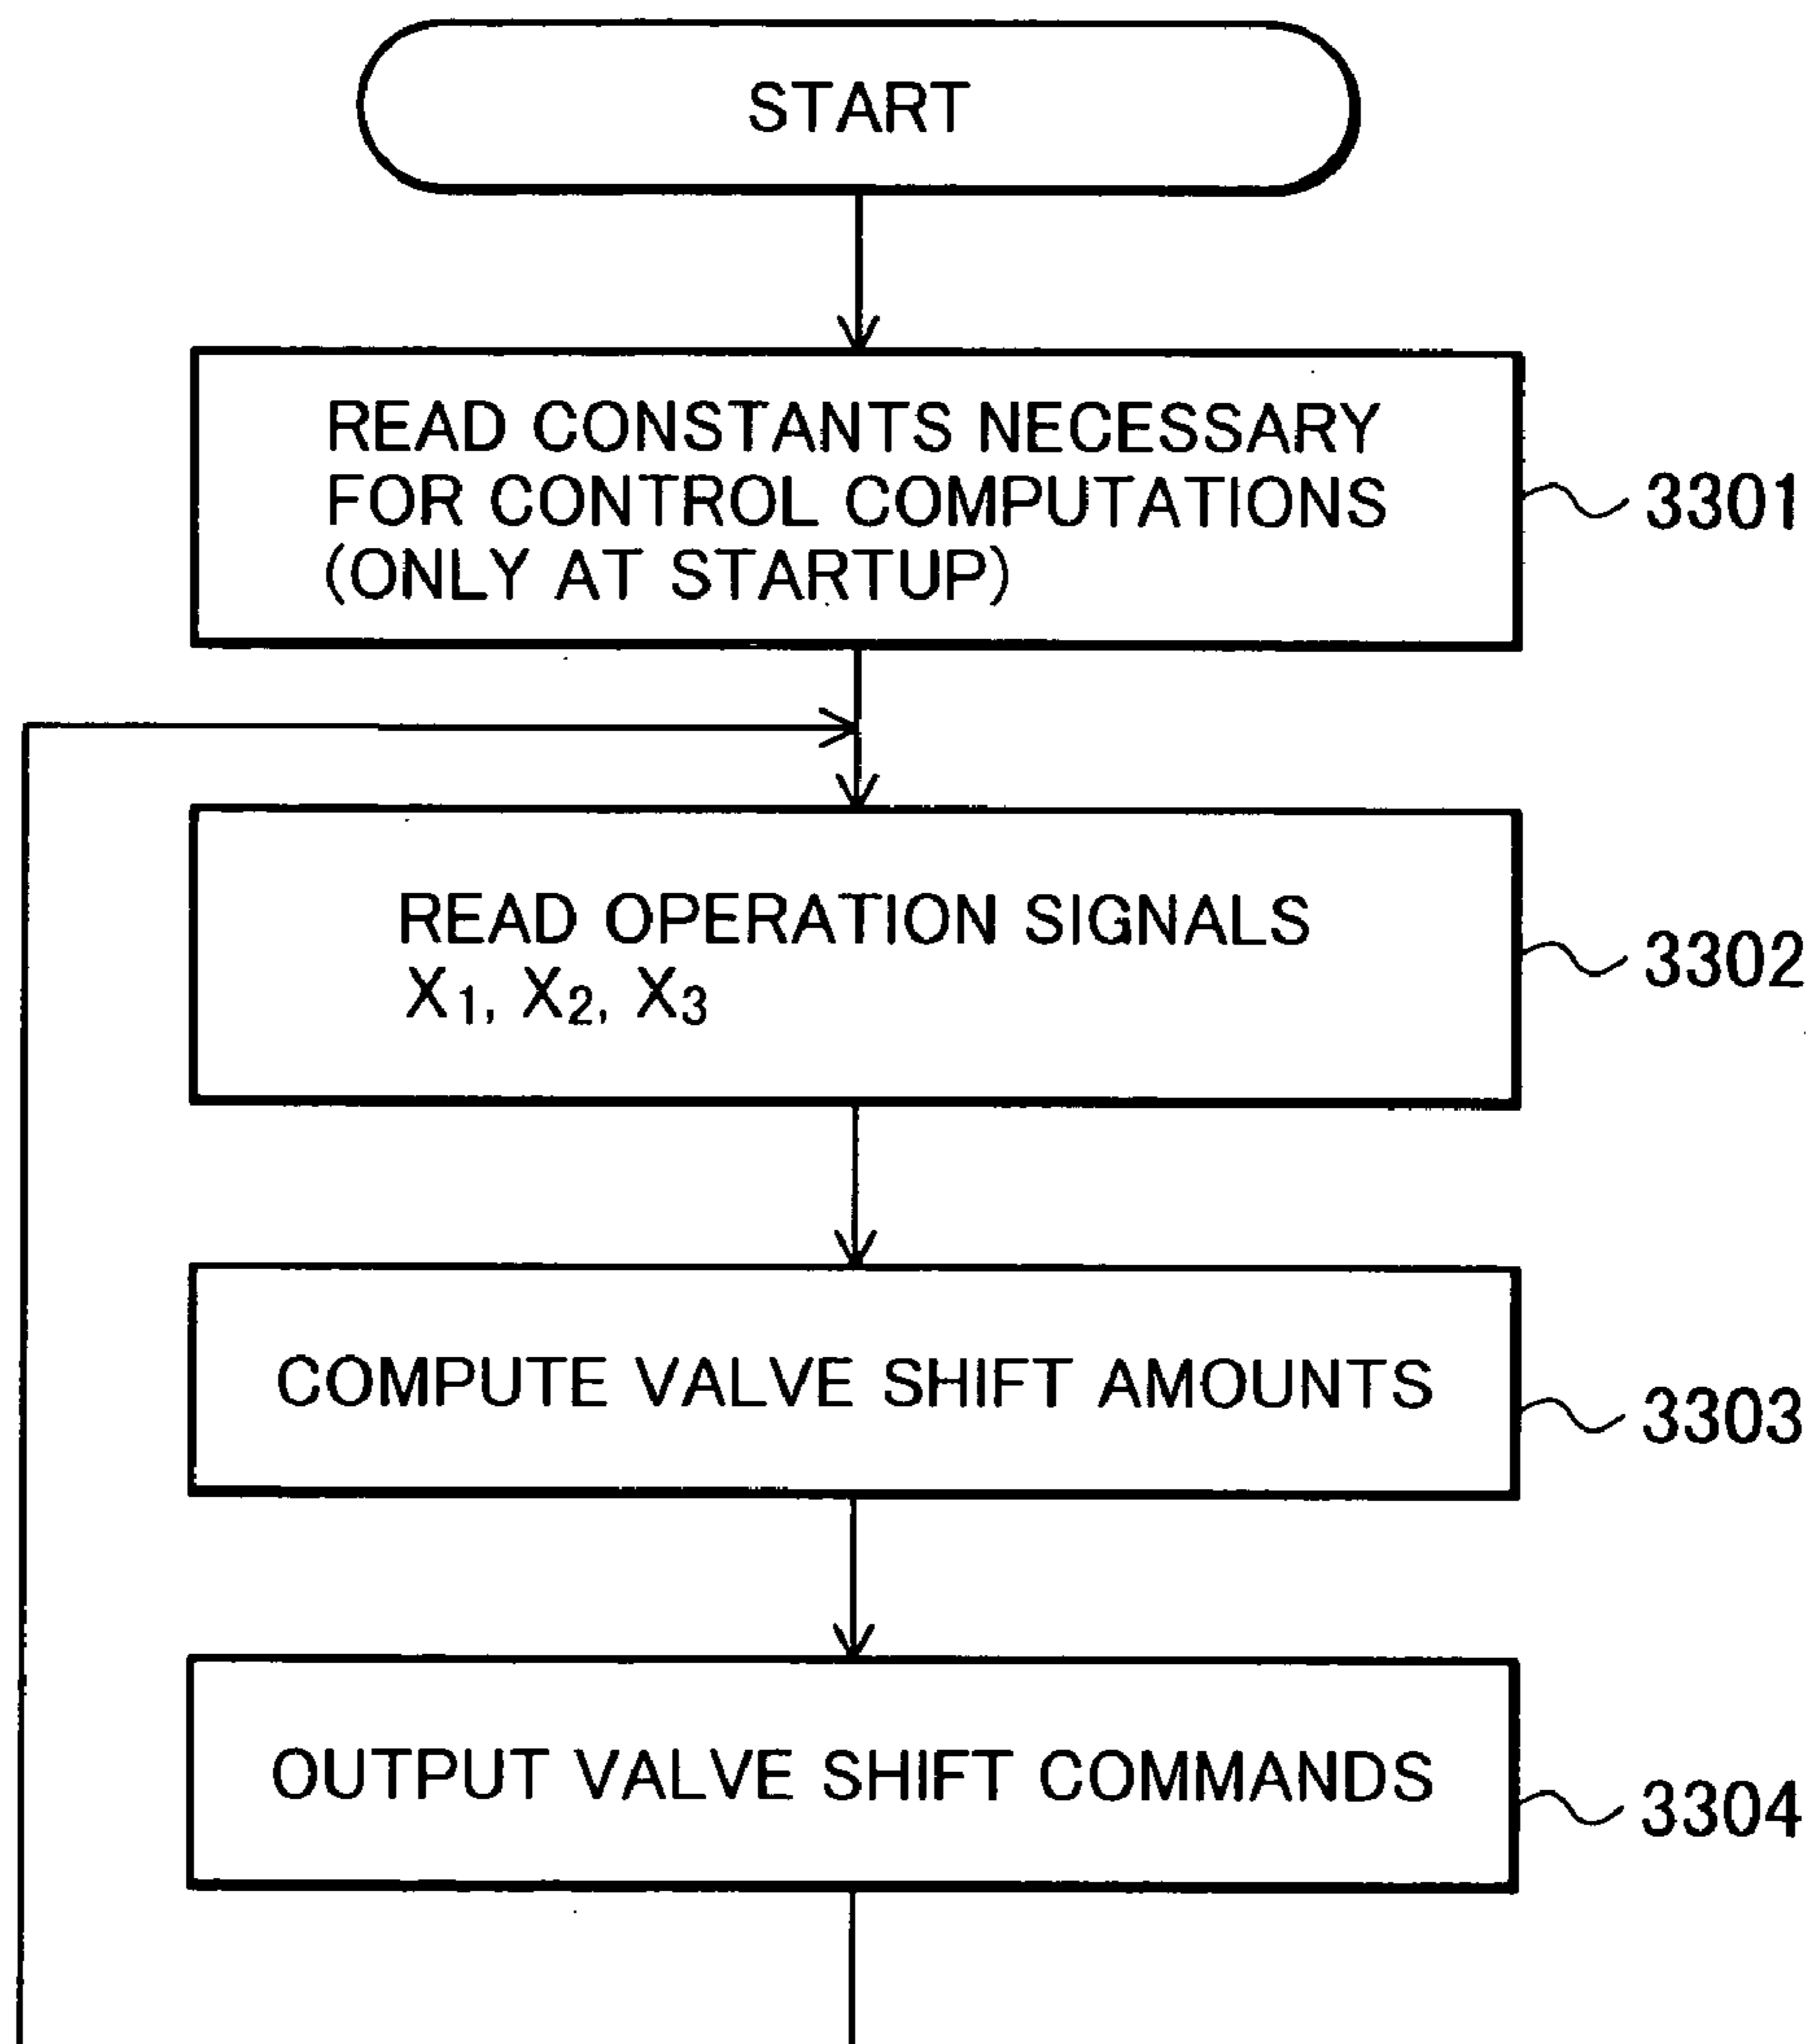 START
READ CONSTANTS NECESSARY
FOR CONTROL COMPUTATIONS
(ONLY AT STARTUP)
3301
READ OPERATION SIGNALS
X1, X2, X3
3302
COMPUTE VALVE SHIFT AMOUNTS
3303
OUTPUT VALVE SHIFT COMMANDS
3304